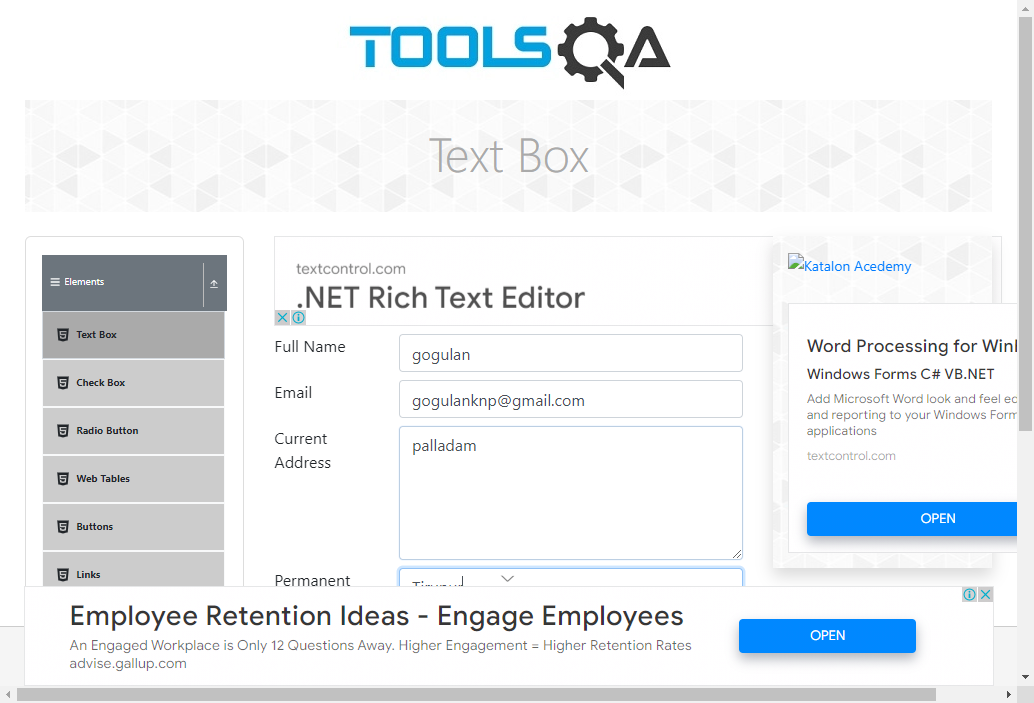 TOOLSQA
Text Box
Elements
Text Box
Check Box
Radio Button
Web Tables
Buttons
Links
textcontrol.com
.NET Rich Text Editor
Full Name
gogulan
Email
gogulanknp@gmail.com
Current
Address
palladam
Permanent
Katalon Acedemy
Word Processing for
Windows Forms C# VB.NET
Add Microsoft Word look and feel
and reporting to your Windows
applications
textcontrol.com
OPEN
Employee Retention Ideas - Engage Employees
An Engaged Workplace is Only 12 Questions Away. Higher Engagement = Higher Retention Rates
advise.gallup.com
OPEN